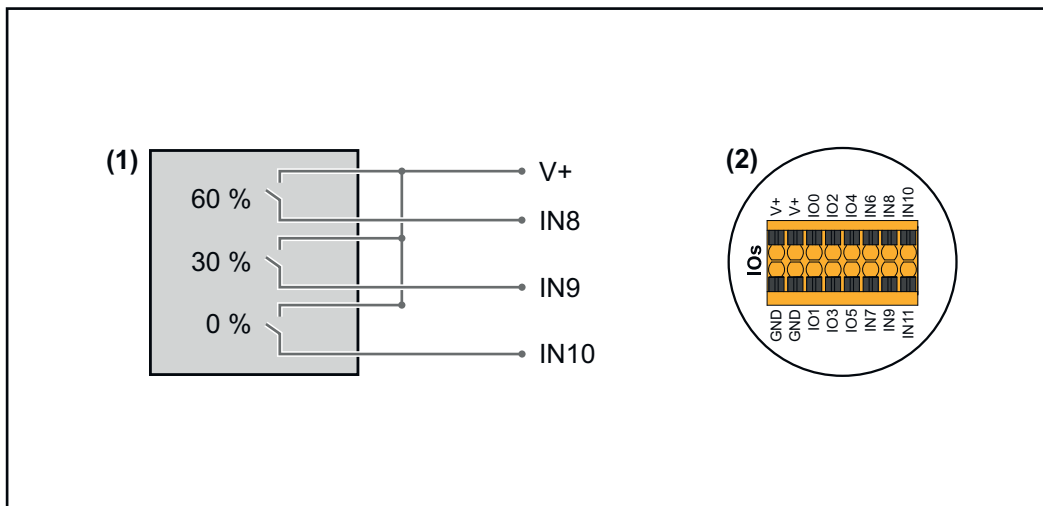 (1)
60 %
30 %
0 %
V+
IN8
IN9
IN10
(2)
V+ V+ IO0 IO2 IO4 IN6 IN8 IN10
IOs
GND GND IO1 IO3 IO5 IN7 IN9 IN11